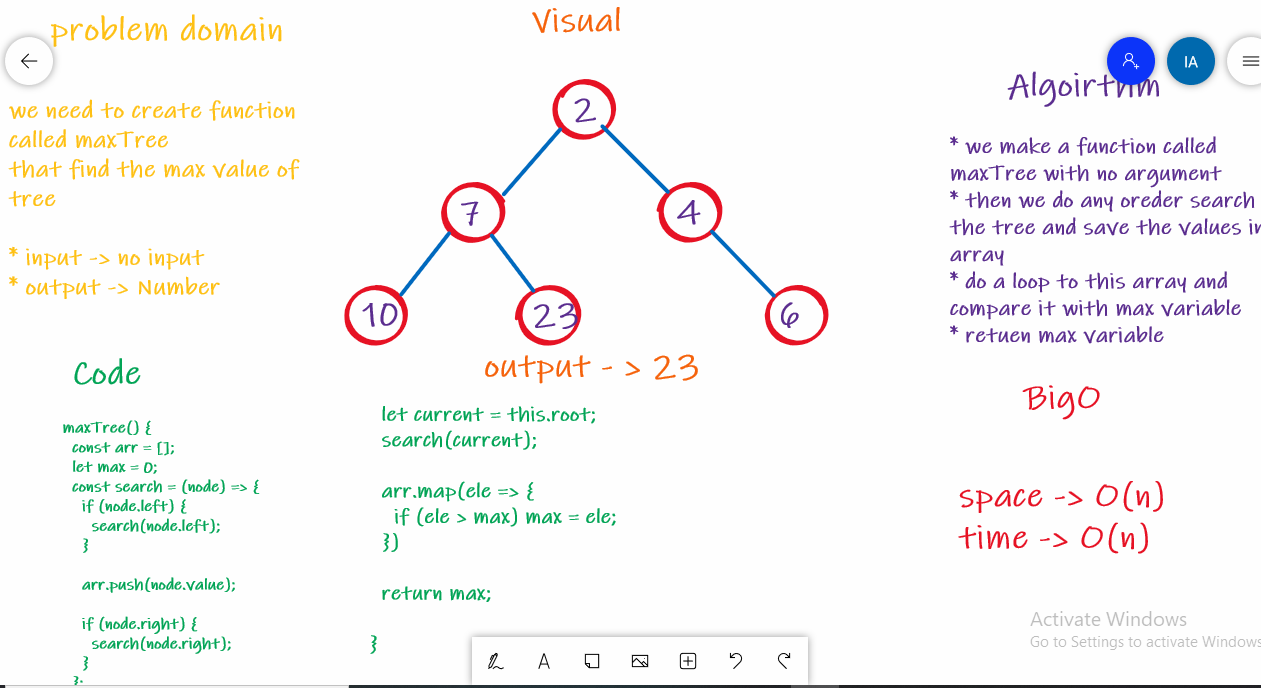 problem domain
we need to create function
called maxTree
that find the max value of
tree
* input -> no input
* output -> Number
Visual
2
7
4
10
23
6
output - > 23
IA
Algoirthm
* we make a function called
maxTree with no argument
* then we do any oreder search
the tree and save the values in
array
* do a loop to this array and
compare it with max variable
* retuen max variable
Code
maxTree() {
const arr = [];
let max = 0;
const search = (node) => {
if (node.left) {
search(node.left);
}
arr.push(node.value);
if (node.right) {
search(node.right);
}
};
let current = this.root;
search(current);
arr.map(ele => {
if (ele > max) max = ele;
})
return max;
}
BigO
space -> O(n)
time -> O(n)
Activate Windows
Go to Settings to activate Windows
A